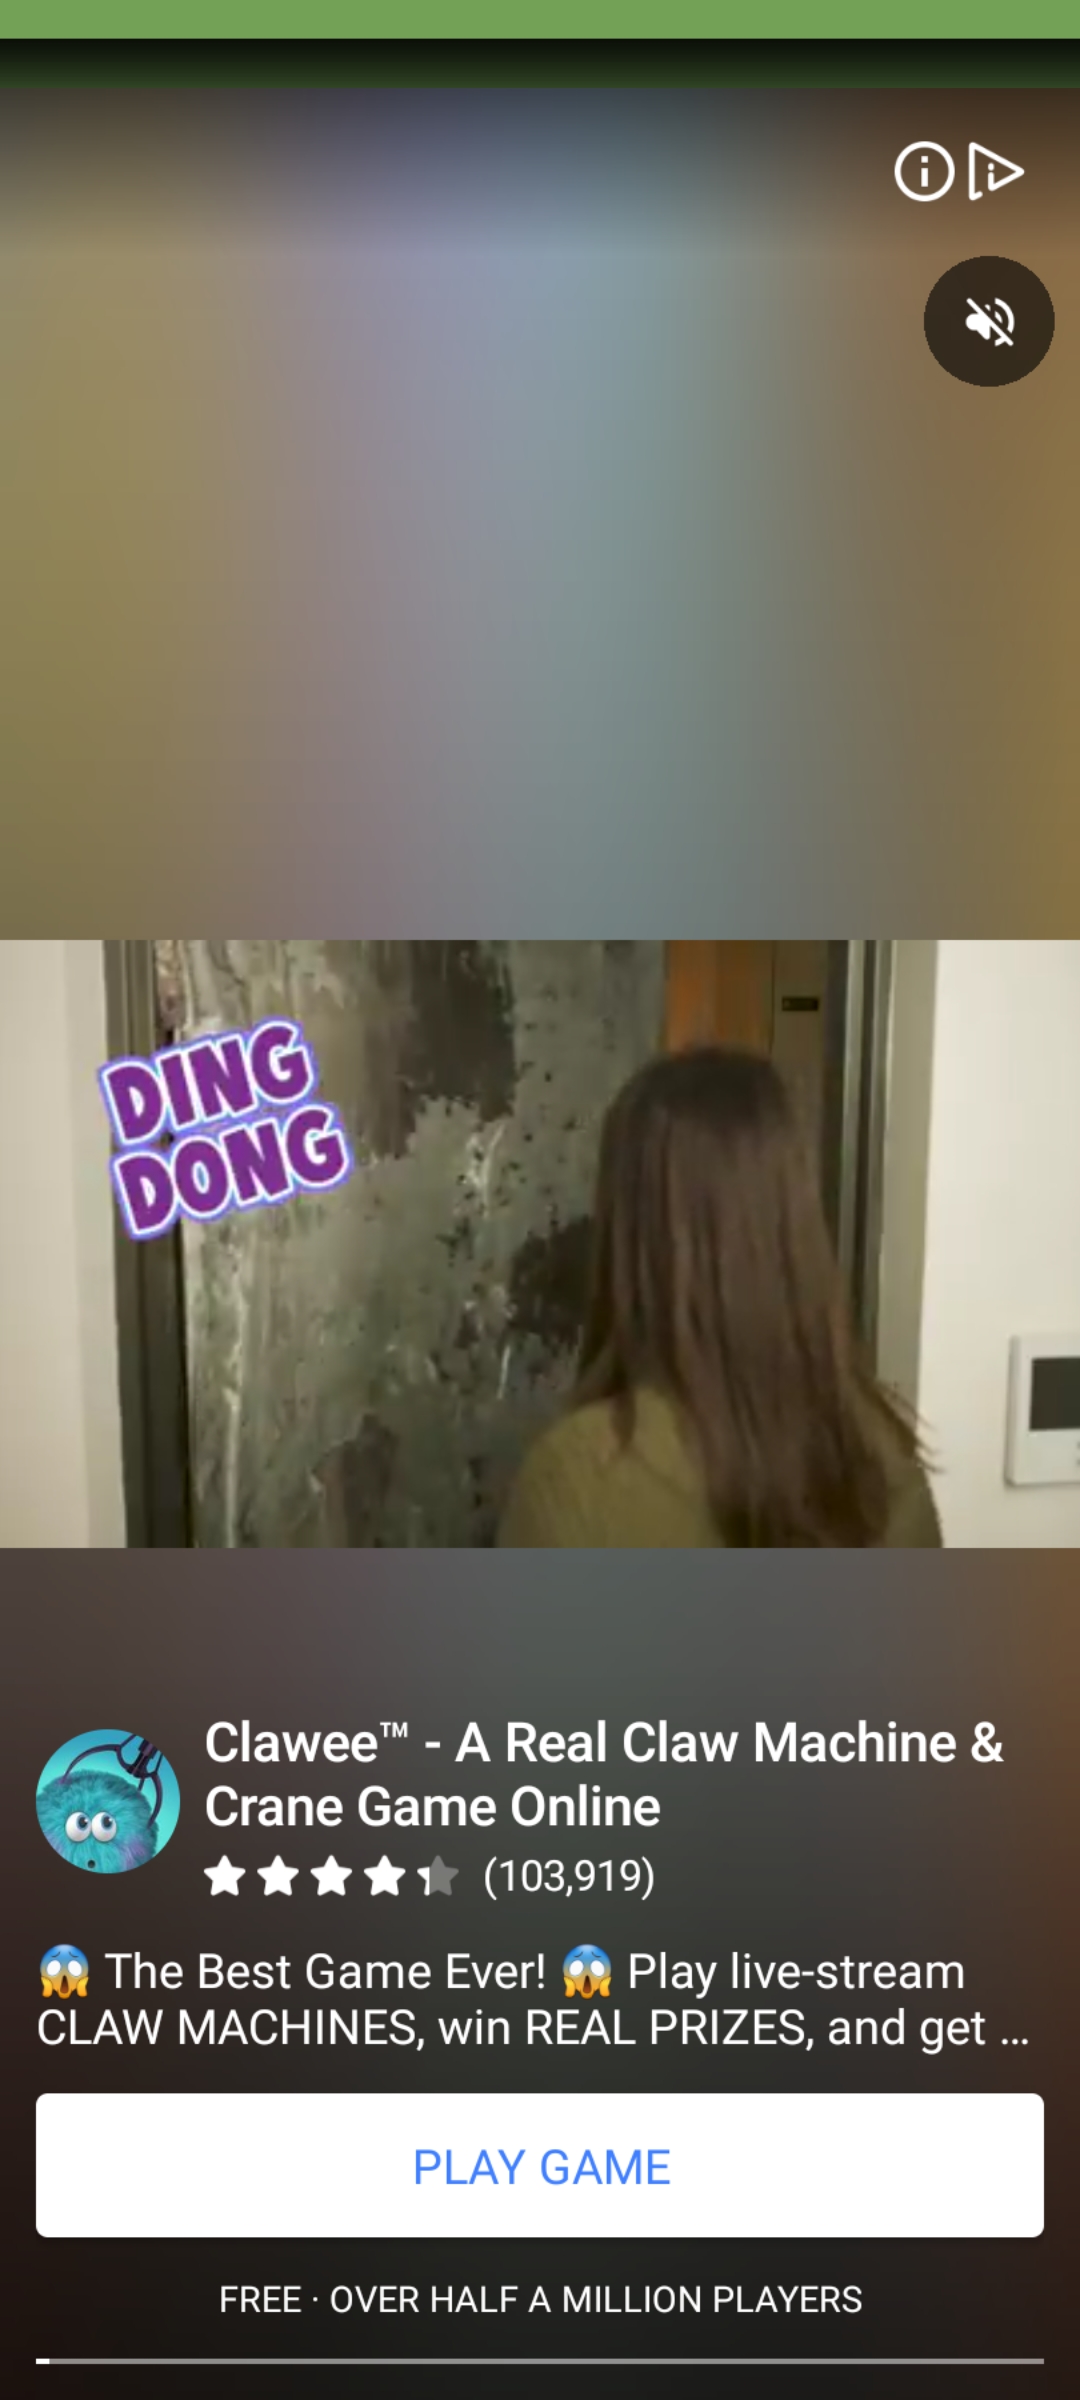 DING
DONG
Clawee™ - A Real Claw Machine &
Crane Game Online
(103,919)
😱 The Best Game Ever! 😱 Play live-stream
CLAW MACHINES, win REAL PRIZES, and get ...
PLAY GAME
FREE · OVER HALF A MILLION PLAYERS